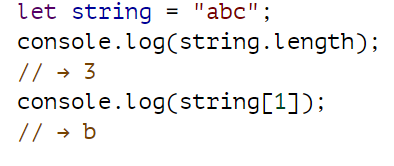 let string = "abc";
console.log(string.length);
// → 3
console.log(string[1]);
// → b